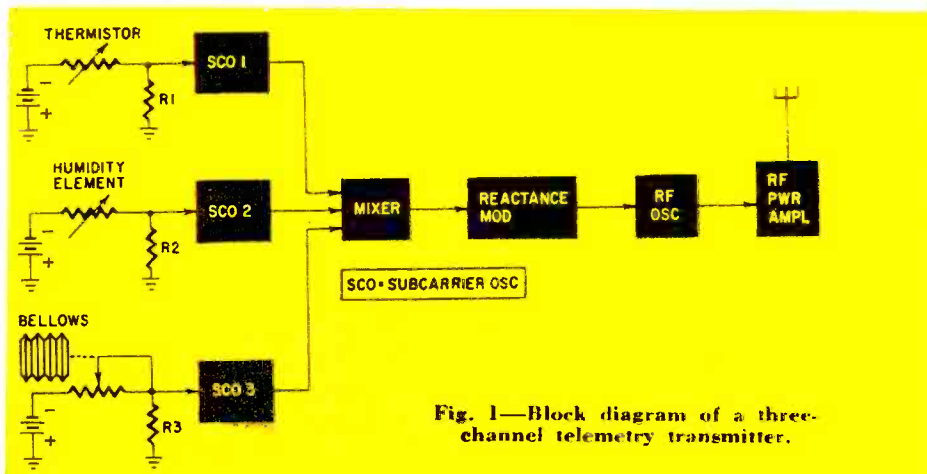 THERMISTOR
SCO 1
-
+
R1
HUMIDITY
ELEMENT
SCO 2
-
+
R2
MIXER
REACTANCE
MOD
RF
OSC
RF
PWR
AMPL
SCO=SUBCARRIER OSC
BELLOWS
SCO 3
-
+
R3
Fig. 1—Block diagram of a three-
channel telemetry transmitter.